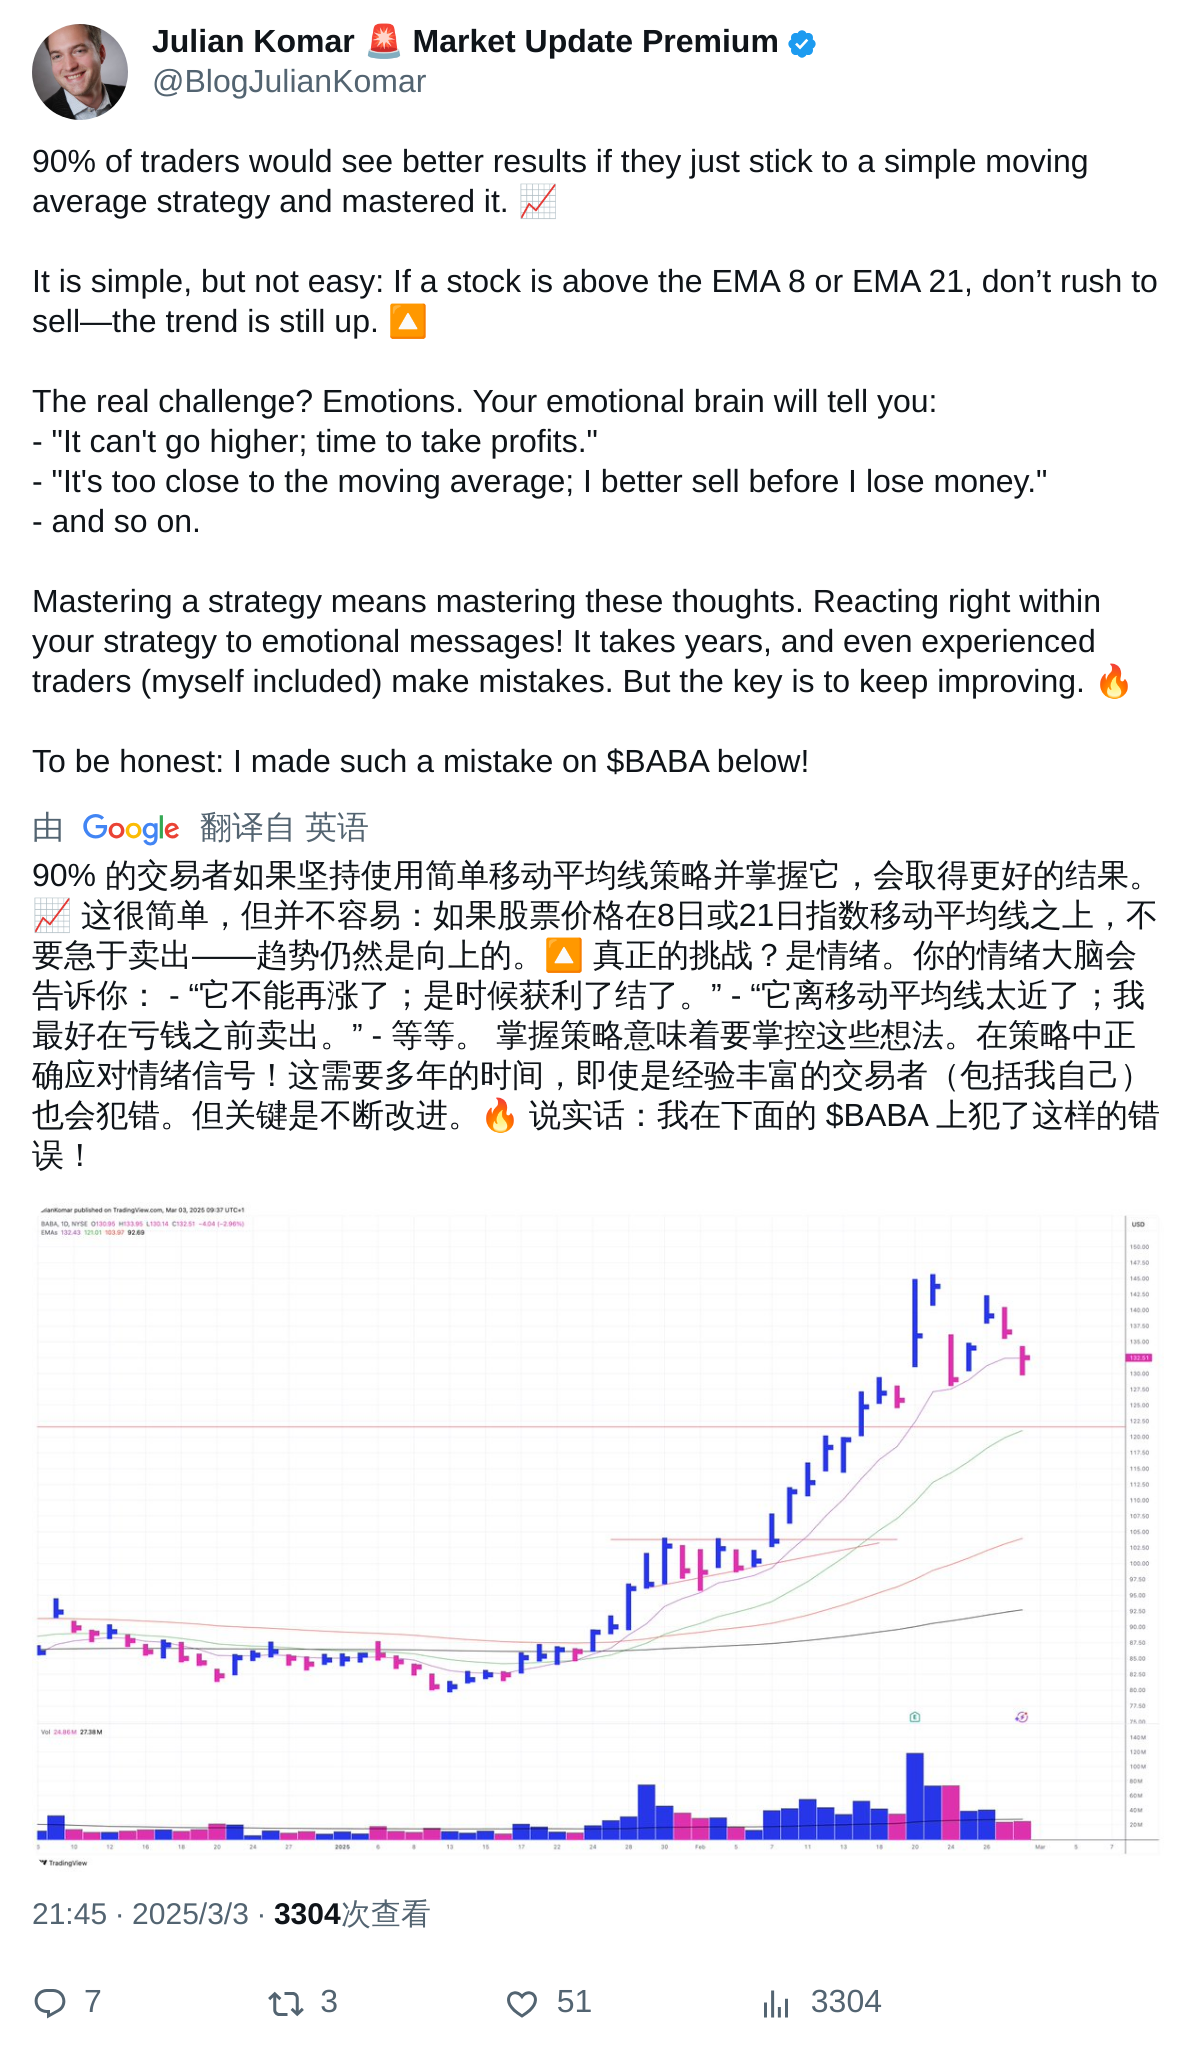 Julian Komar 🚨 Market Update Premium
@BlogJulianKomar
90% of traders would see better results if they just stick to a simple moving
average strategy and mastered it. 📈
It is simple, but not easy: If a stock is above the EMA 8 or EMA 21, don’t rush to
sell—the trend is still up. 🔼
The real challenge? Emotions. Your emotional brain will tell you:
- "It can't go higher; time to take profits."
- "It's too close to the moving average; I better sell before I lose money."
- and so on.
Mastering a strategy means mastering these thoughts. Reacting right within
your strategy to emotional messages! It takes years, and even experienced
traders (myself included) make mistakes. But the key is to keep improving. 🔥
To be honest: I made such a mistake on $BABA below!
由 Google 翻译自 英语
90% 的交易者如果坚持使用简单移动平均线策略并掌握它，会取得更好的结果。
📈 这很简单，但并不容易：如果股票价格在8日或21日指数移动平均线之上，不
要急于卖出——趋势仍然是向上的。🔼 真正的挑战？是情绪。你的情绪大脑会
告诉你： - “它不能再涨了；是时候获利了结了。” - “它离移动平均线太近了；我
最好在亏钱之前卖出。” - 等等。 掌握策略意味着要掌控这些想法。在策略中正
确应对情绪信号！这需要多年的时间，即使是经验丰富的交易者（包括我自己）
也会犯错。但关键是不断改进。🔥 说实话：我在下面的 $BABA 上犯了这样的错
误！
lianKomar published on TradingView.com, Mar 03, 2025 09:37 UTC+1
BABA, 1D, NYSE O130.95 H133.95 L130.14 C132.51 −4.04 (−2.96%)
EMAs 132.43 121.01 103.97 92.69
USD
150.00
147.50
145.00
142.50
140.00
137.50
135.00
132.51
130.00
127.50
125.00
122.50
120.00
117.50
115.00
112.50
110.00
107.50
105.00
102.50
100.00
97.50
95.00
92.50
90.00
87.50
85.00
82.50
80.00
77.50
75.00
Vol 24.86M 27.38M
140M
120M
100M
80M
60M
40M
20M
3 10 12 16 18 20 24 27 2025 6 8 13 15 17 22 24 28 30 Feb 5 7 11 13 18 20 24 26 Mar 5 7
TradingView
21:45 · 2025/3/3 · 3304次查看
7 3 51 3304